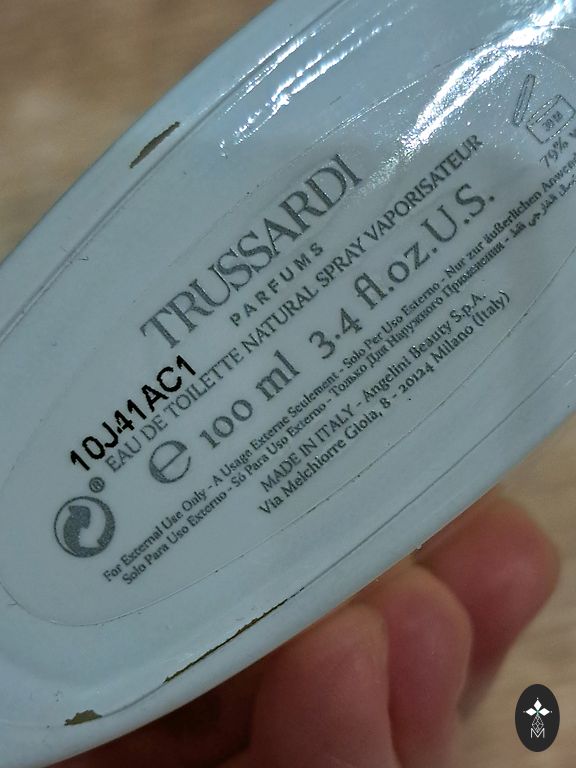 TRUSSARDI
PARFUMS
10J41AC1
EAU DE TOILETTE NATURAL SPRAY VAPORISATEUR
e 100 ml 3.4 fl.oz.U.S.
For External Use Only - A Usage Externe Seulement - Solo Per Uso Esterno - Nur zur äußerlichen
Solo Para Uso Externo - Só Para Uso Externo - Только Для Наружного Применения
MADE IN ITALY - Angelini Beauty S.p.A.
Via Melchiorre Gioia, 8 - 20124 Milano (Italy)
®
79%
M